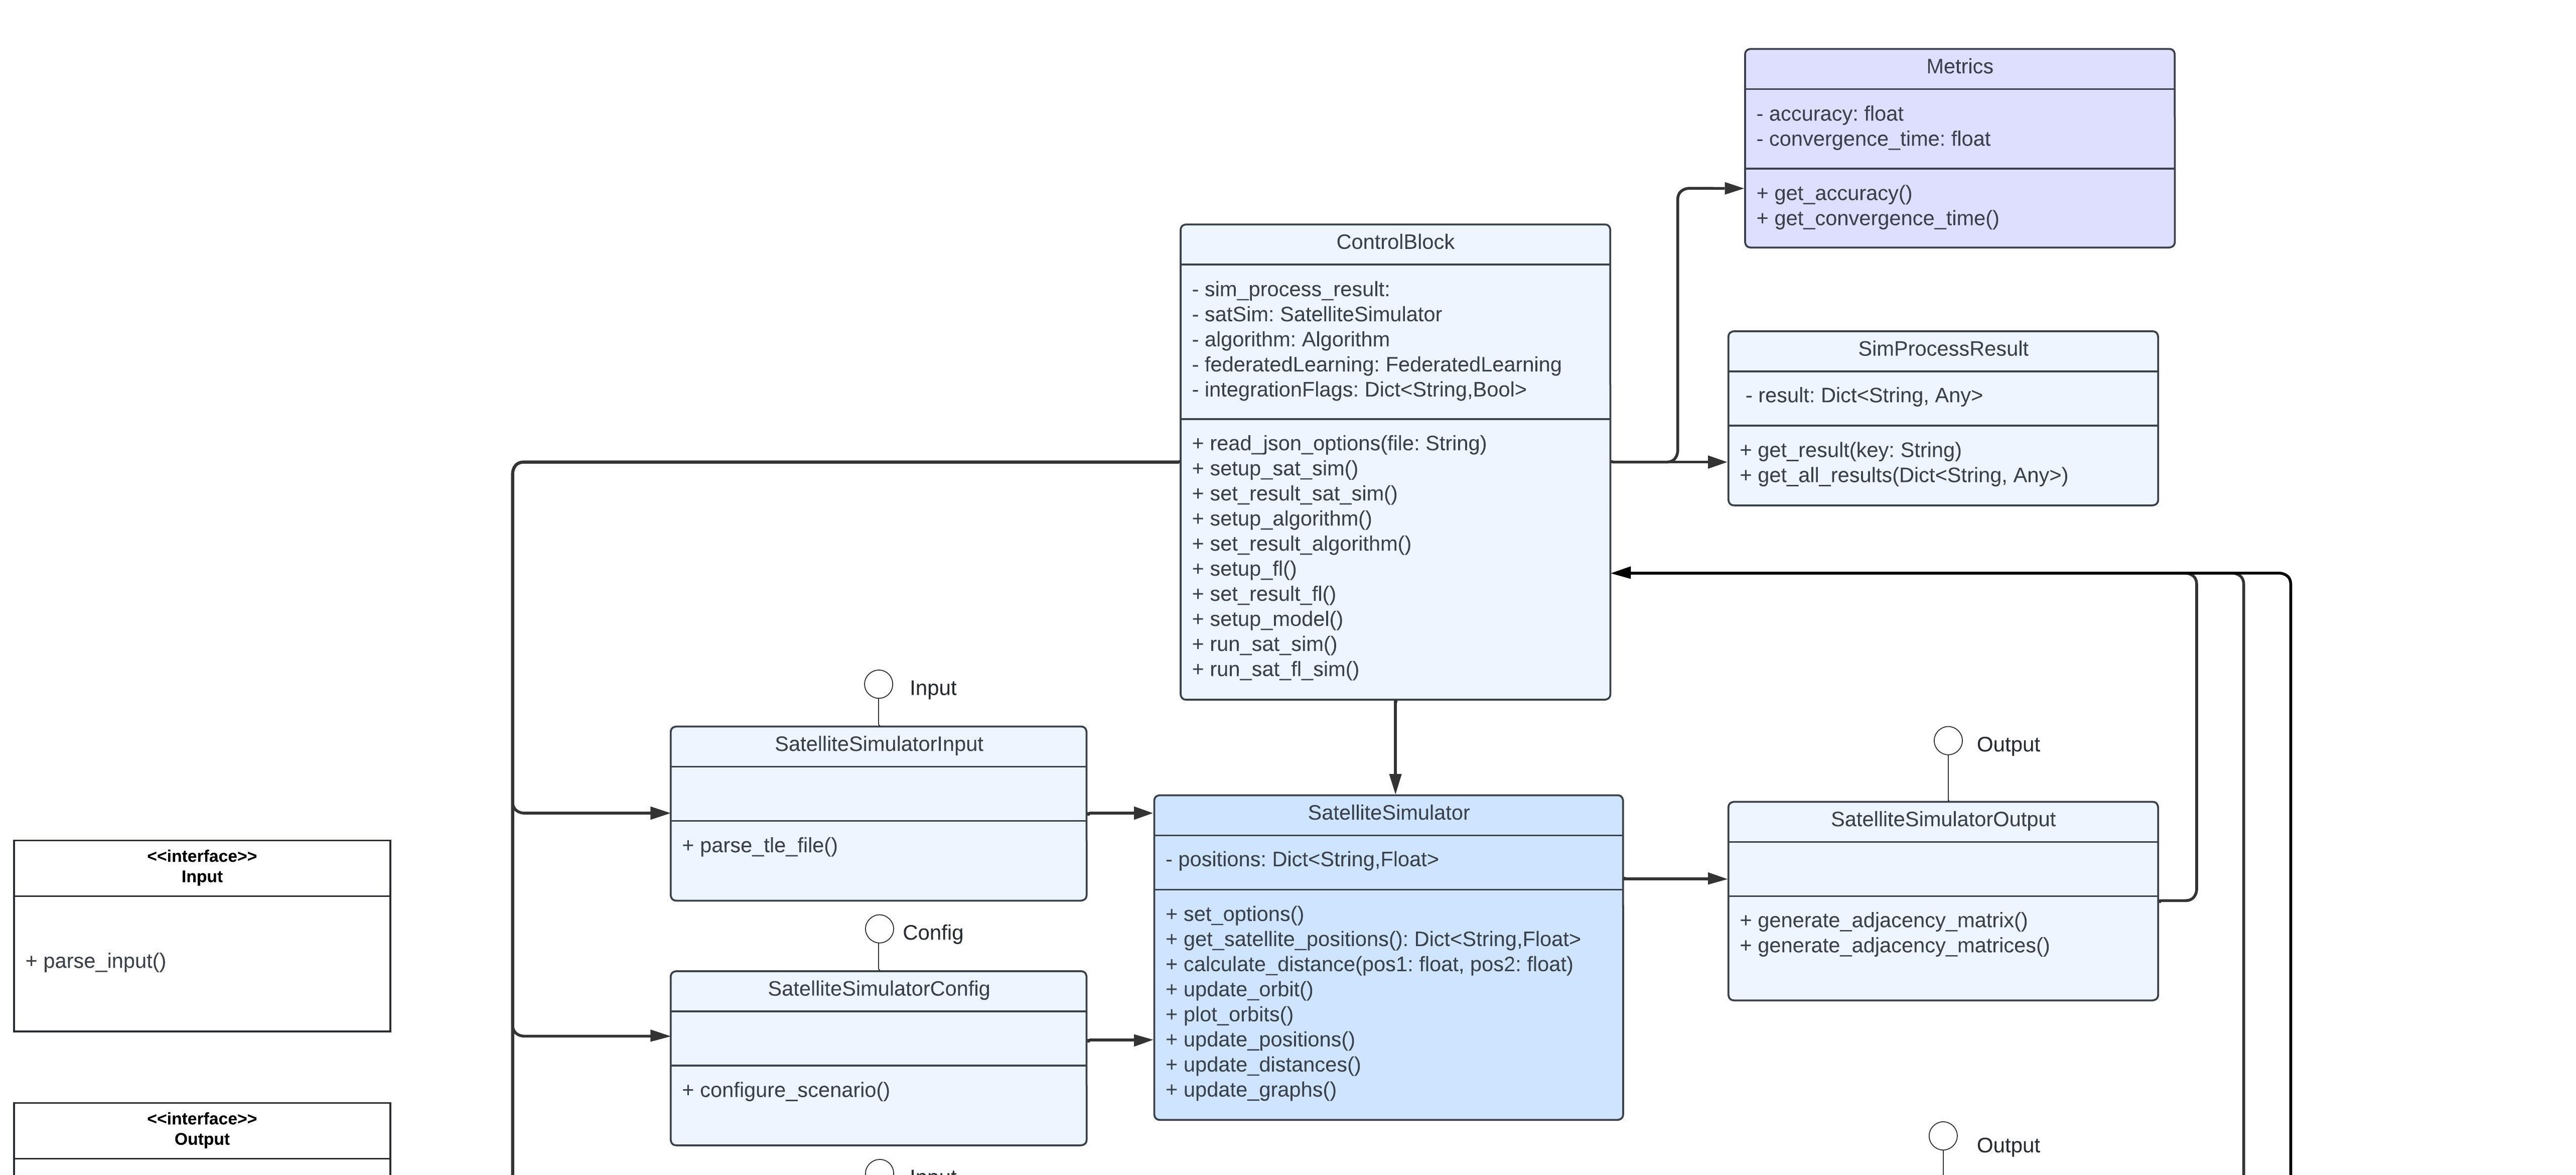 Metrics
- accuracy: float
- convergence_time: float
+ get_accuracy()
+ get_convergence_time()
ControlBlock
- sim_process_result:
- satSim: SatelliteSimulator
- algorithm: Algorithm
- federatedLearning: FederatedLearning
- integrationFlags: Dict<String,Bool>
+ read_json_options(file: String)
+ setup_sat_sim()
+ set_result_sat_sim()
+ setup_algorithm()
+ set_result_algorithm()
+ setup_fl()
+ set_result_fl()
+ setup_model()
+ run_sat_sim()
+ run_sat_fl_sim()
SimProcessResult
- result: Dict<String, Any>
+ get_result(key: String)
+ get_all_results(Dict<String, Any>)
Input
SatelliteSimulatorInput
+ parse_tle_file()
Output
SatelliteSimulator
- positions: Dict<String,Float>
+ set_options()
+ get_satellite_positions(): Dict<String,Float>
+ calculate_distance(pos1: float, pos2: float)
+ update_orbit()
+ plot_orbits()
+ update_positions()
+ update_distances()
+ update_graphs()
SatelliteSimulatorOutput
+ generate_adjacency_matrix()
+ generate_adjacency_matrices()
<<interface>>
Input
+ parse_input()
Config
SatelliteSimulatorConfig
+ configure_scenario()
<<interface>>
Output
Output